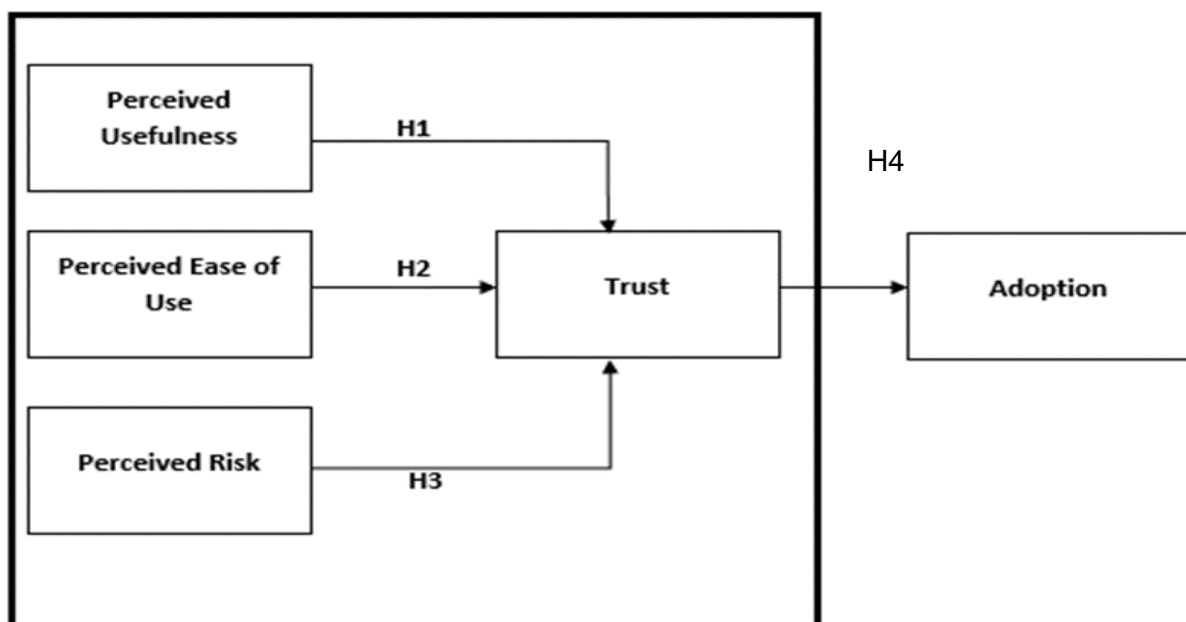 Perceived
Usefulness
H1
H4
Perceived Ease of
Use
H2
Trust
Adoption
Perceived Risk
H3